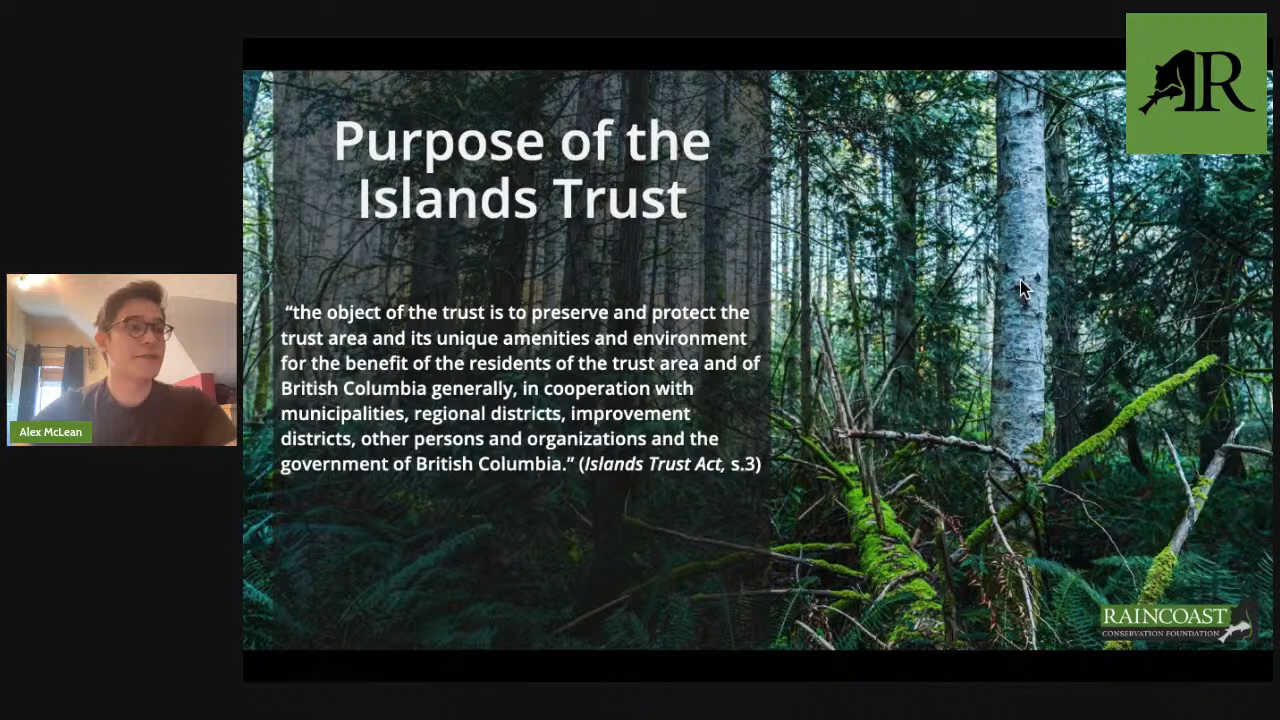 Purpose of the
Islands Trust
“the object of the trust is to preserve and protect the
trust area and its unique amenities and environment
for the benefit of the residents of the trust area and of
British Columbia generally, in cooperation with
municipalities, regional districts, improvement
districts, other persons and organizations and the
government of British Columbia.” (Islands Trust Act, s.3)
Alex McLean
R
RAINCOAST
CONSERVATION FOUNDATION